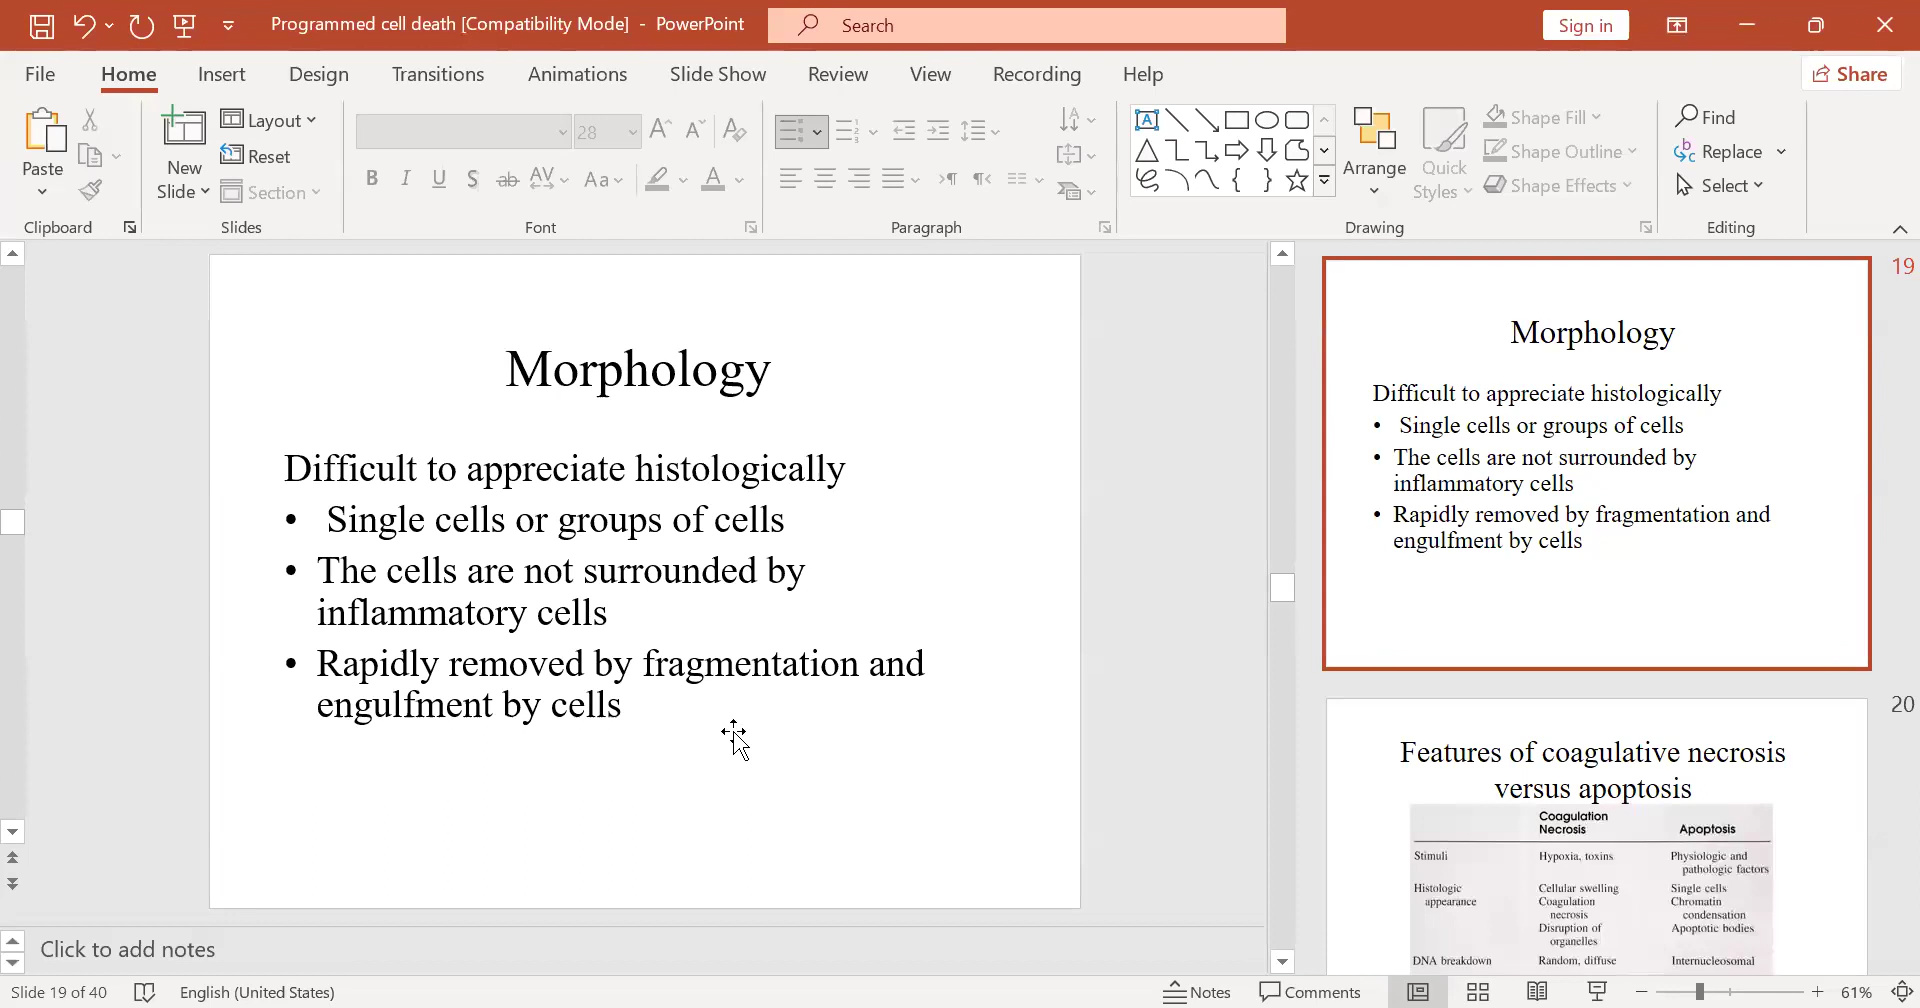 Programmed cell death [Compatibility Mode] - PowerPoint
Search
Sign in
File Home Insert Design Transitions Animations Slide Show Review View Recording Help
Share
Paste
New Slide
Layout
Reset
Section
28
B I U S ab AV Aa A
A
Arrange
Quick Styles
Shape Fill
Shape Outline
Shape Effects
Find
Replace
Select
Clipboard Slides Font Paragraph Drawing Editing
Morphology
Difficult to appreciate histologically
• Single cells or groups of cells
• The cells are not surrounded by
inflammatory cells
• Rapidly removed by fragmentation and
engulfment by cells
19
Morphology
Difficult to appreciate histologically
• Single cells or groups of cells
• The cells are not surrounded by
inflammatory cells
• Rapidly removed by fragmentation and
engulfment by cells
20
Features of coagulative necrosis
versus apoptosis
Coagulation
Necrosis
Apoptosis
Stimuli
Hypoxia, toxins
Physiologic and
pathologic factors
Histologic
appearance
Cellular swelling
Coagulation
necrosis
Disruption of
organelles
Single cells
Chromatin
condensation
Apoptotic bodies
DNA breakdown
Random, diffuse
Internucleosomal
Click to add notes
Slide 19 of 40
English (United States)
Notes
Comments
61%